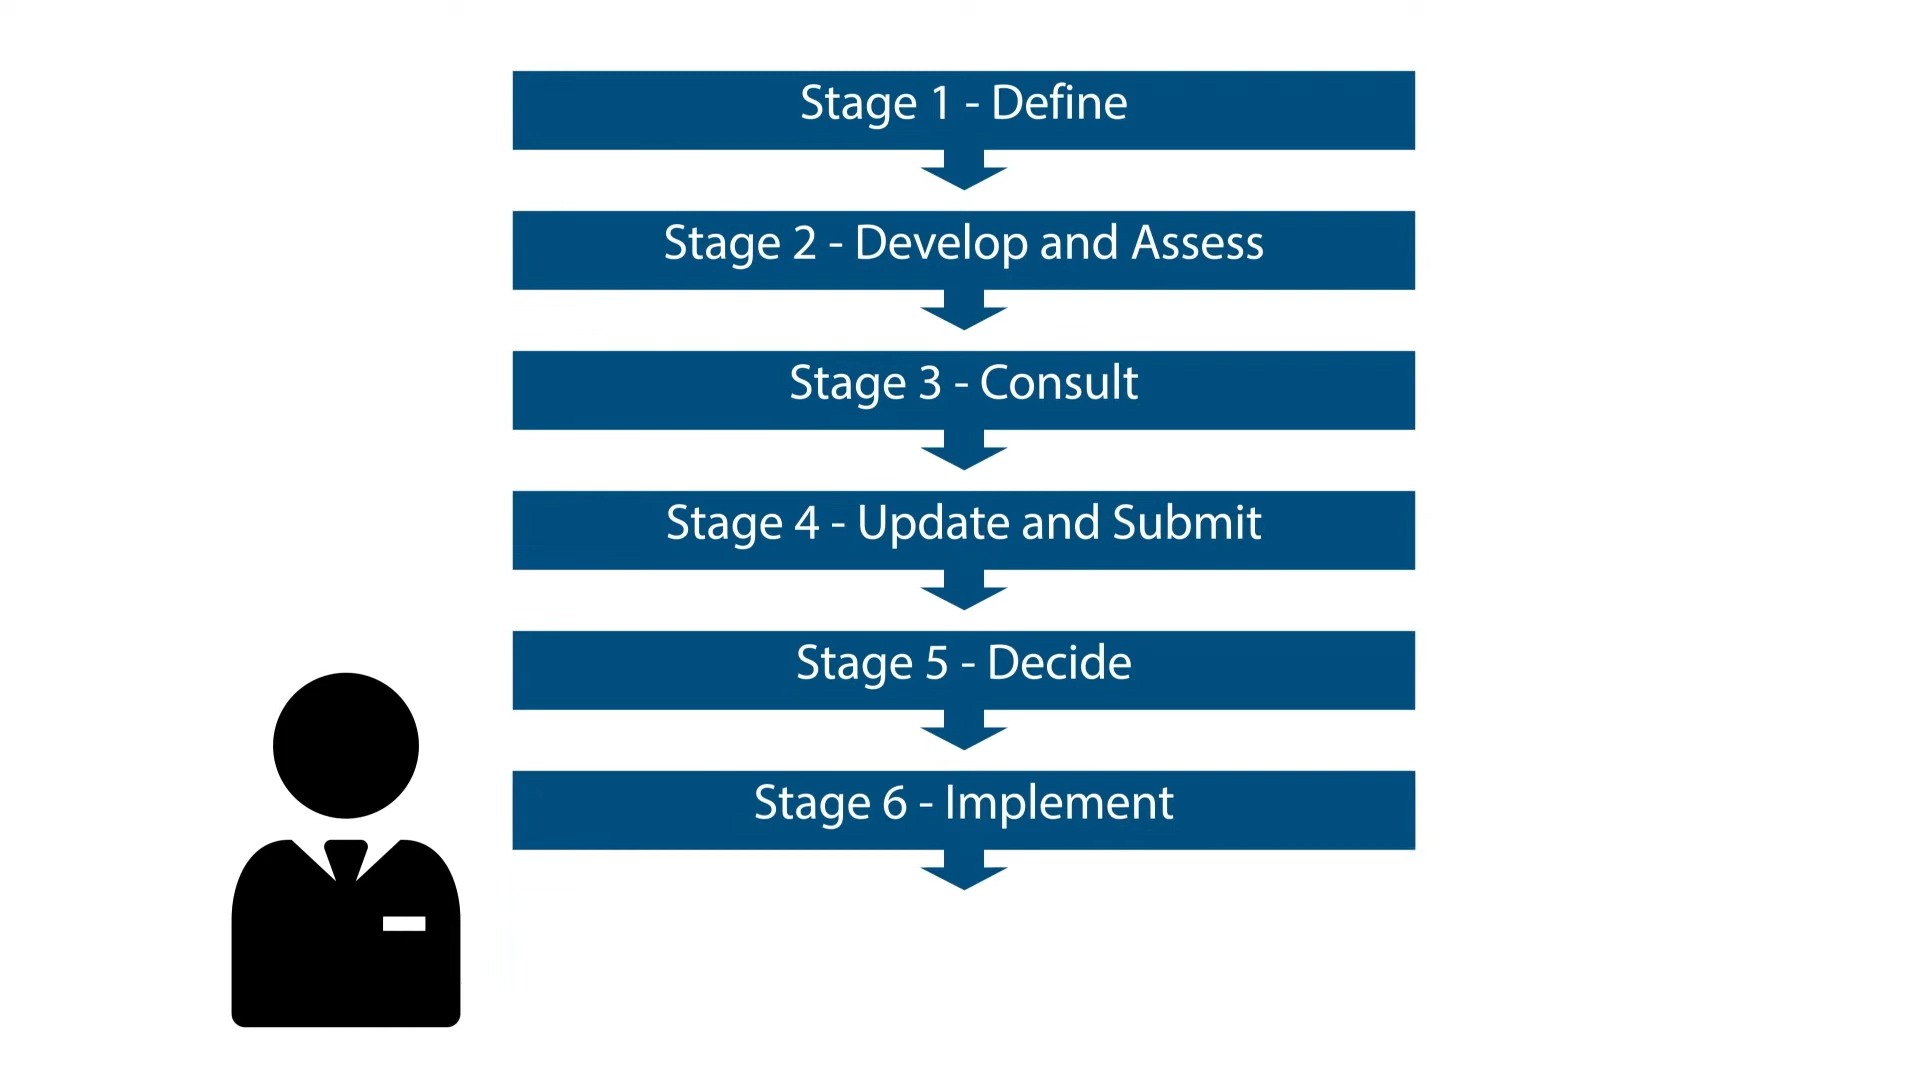 Stage 1 - Define
Stage 2 - Develop and Assess
Stage 3 - Consult
Stage 4 - Update and Submit
Stage 5 - Decide
Stage 6 - Implement